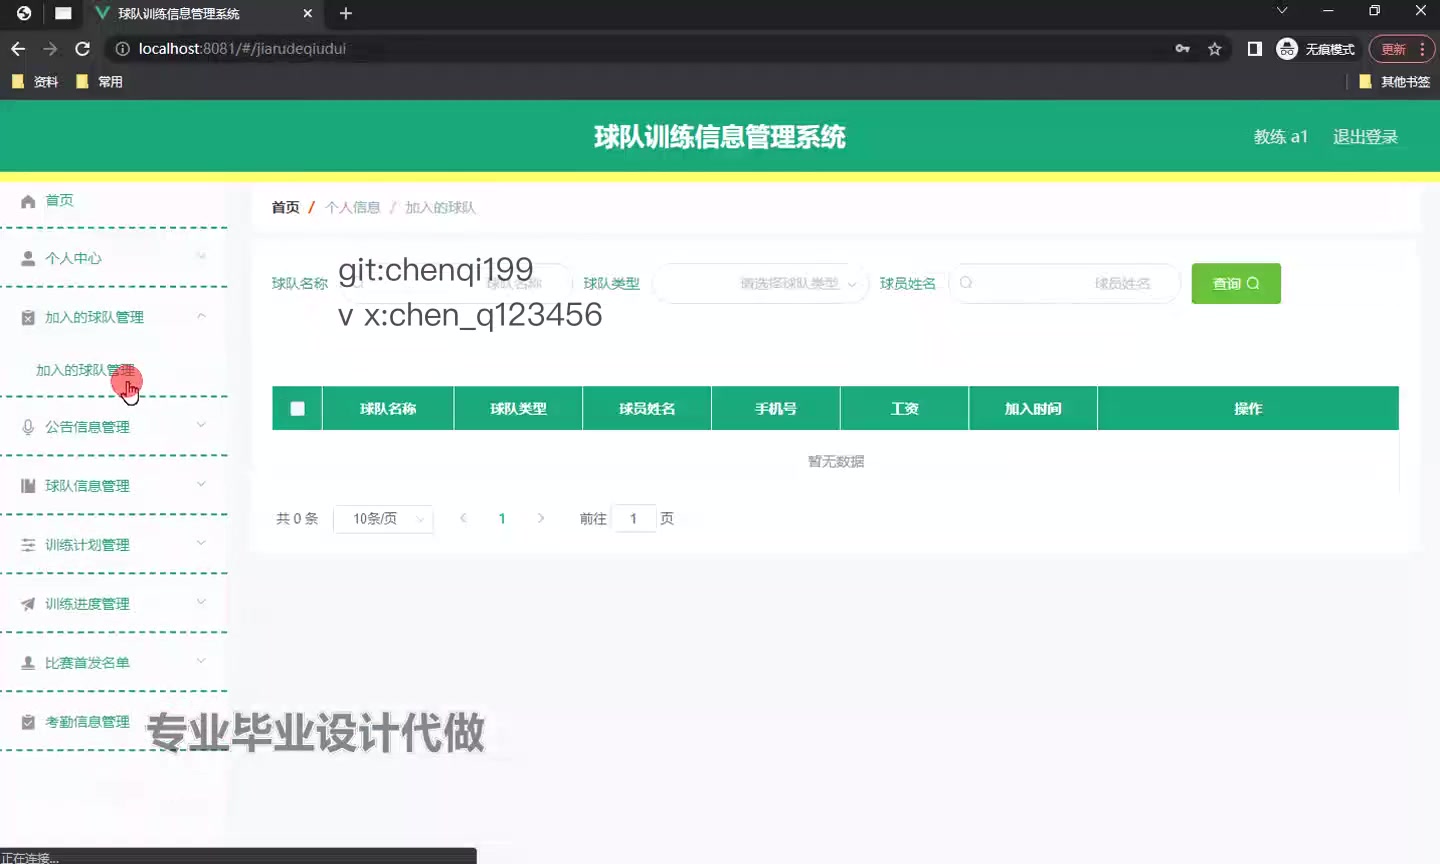 球队训练信息管理系统
localhost:8081/#/jiarudeqiudui
无痕模式
更新
资料
常用
其他书签
球队训练信息管理系统
教练 a1
退出登录
首页
个人中心
加入的球队管理
加入的球队管理
公告信息管理
球队信息管理
训练计划管理
训练进度管理
比赛首发名单
考勤信息管理
首页 / 个人信息 / 加入的球队
球队名称
球队名称
球队类型
请选择球队类型
球员姓名
球员姓名
查询
git:chenqi199
v x:chen_q123456
球队名称 球队类型 球员姓名 手机号 工资 加入时间 操作
暂无数据
共 0 条
10条/页
1
前往 1 页
专业毕业设计代做
正在连接...